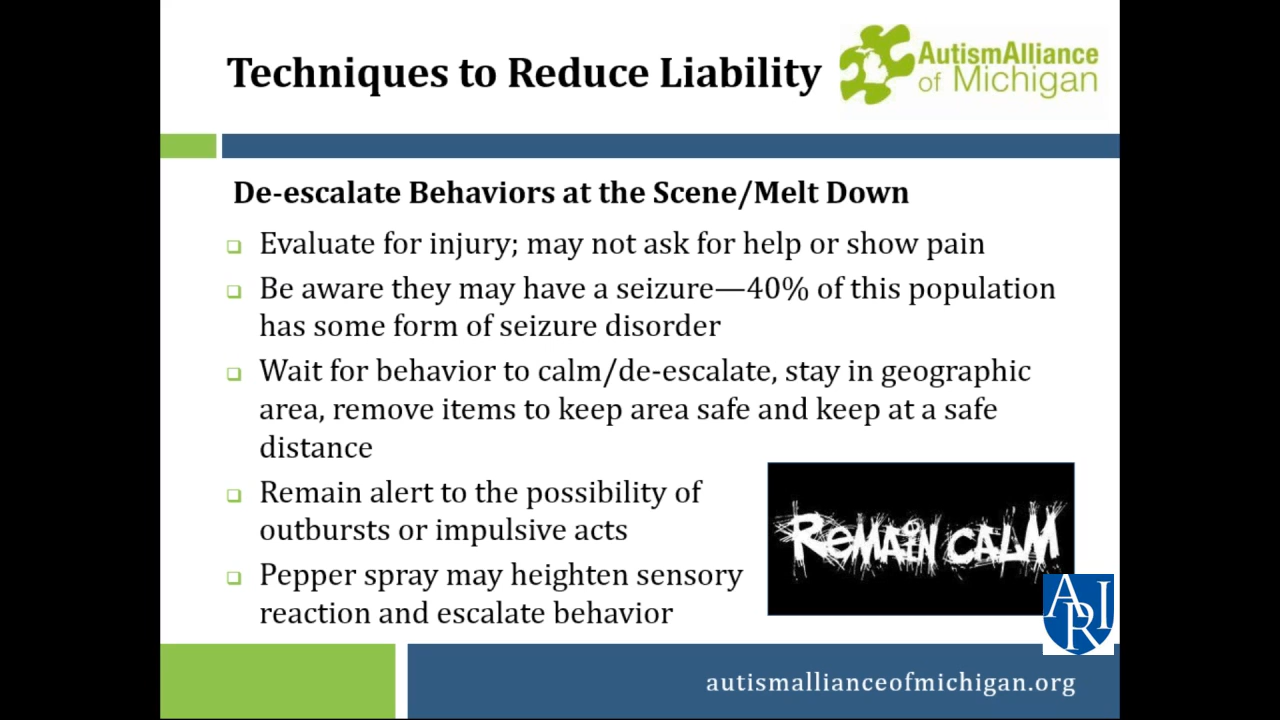 Techniques to Reduce Liability
AutismAlliance
of Michigan
De-escalate Behaviors at the Scene/Melt Down
Evaluate for injury; may not ask for help or show pain
Be aware they may have a seizure—40% of this population
has some form of seizure disorder
Wait for behavior to calm/de-escalate, stay in geographic
area, remove items to keep area safe and keep at a safe
distance
Remain alert to the possibility of
outbursts or impulsive acts
Pepper spray may heighten sensory
reaction and escalate behavior
REMAiN CALM
ARI
autismallianceofmichigan.org